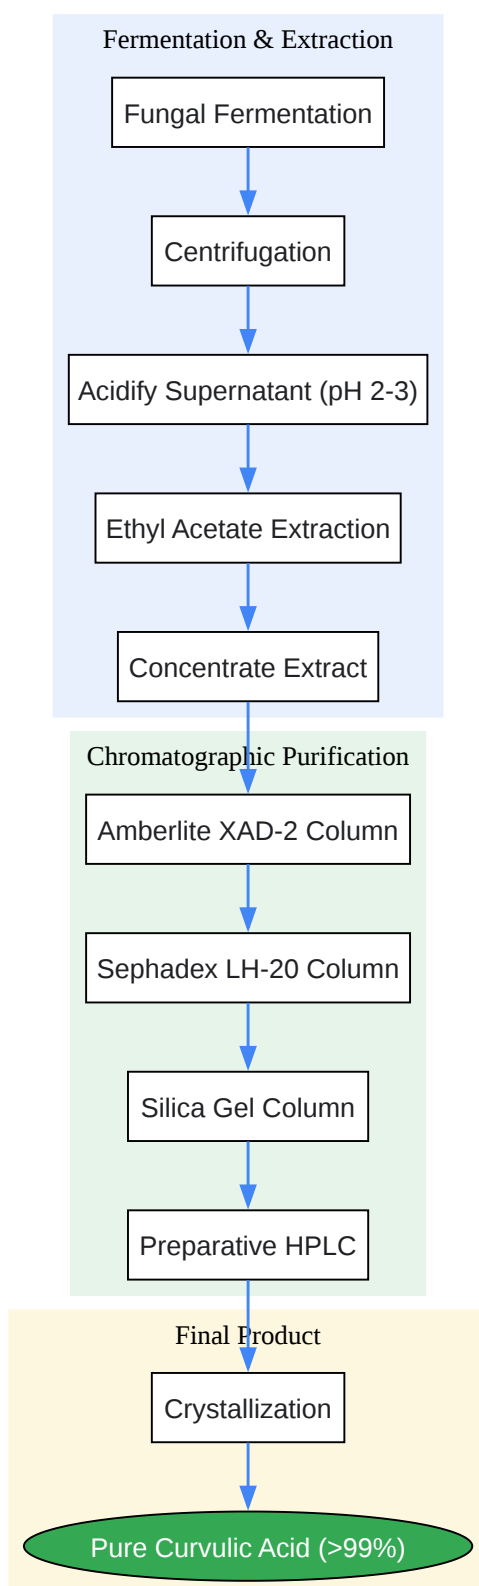 Fermentation & Extraction
Fungal Fermentation
Centrifugation
Acidify Supernatant (pH 2-3)
Ethyl Acetate Extraction
Concentrate Extract
Chromatographic Purification
Amberlite XAD-2 Column
Sephadex LH-20 Column
Silica Gel Column
Preparative HPLC
Final Product
Crystallization
Pure Curvulic Acid (>99%)